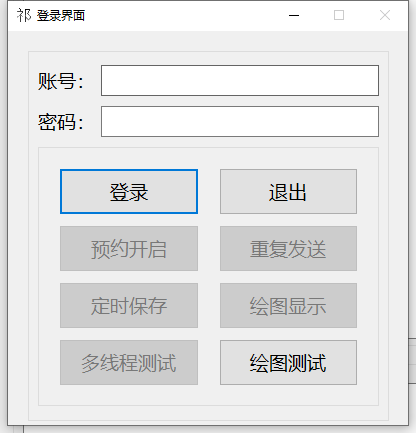 祁 登录界面
账号：
密码：
登录 退出
预约开启 重复发送
定时保存 绘图显示
多线程测试 绘图测试